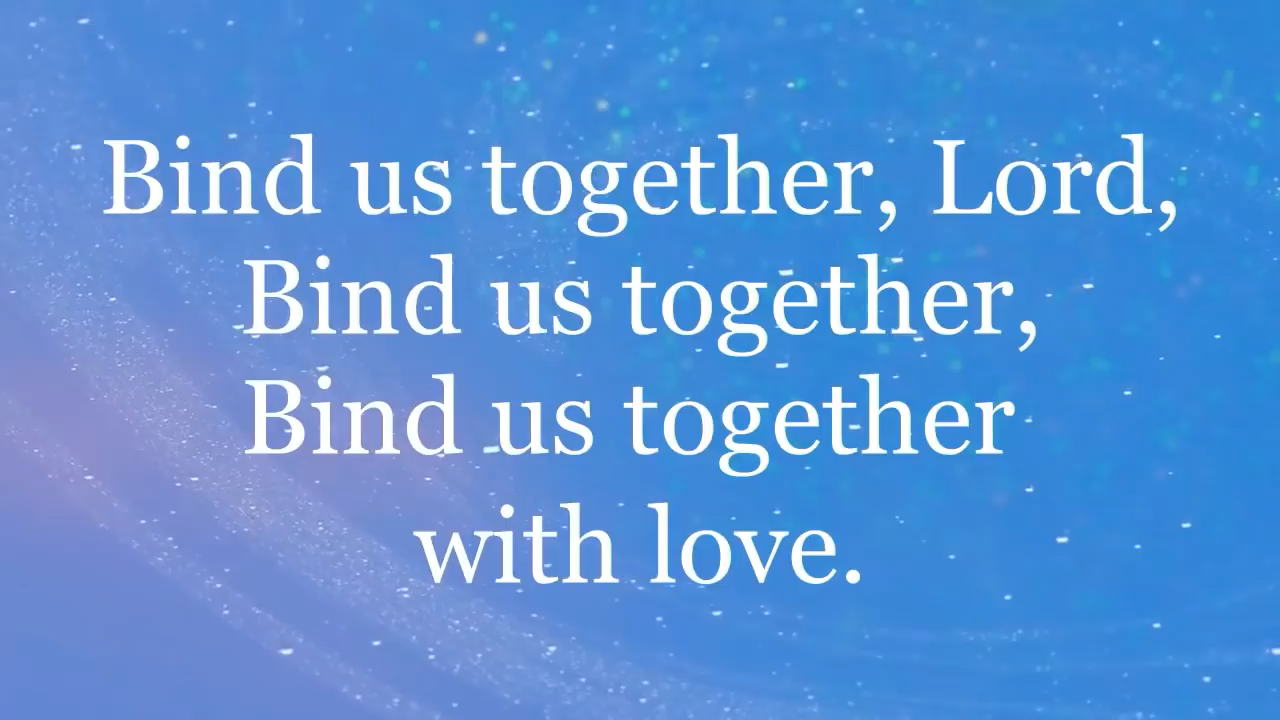 Bind us together, Lord,
Bind us together,
Bind us together
with love.